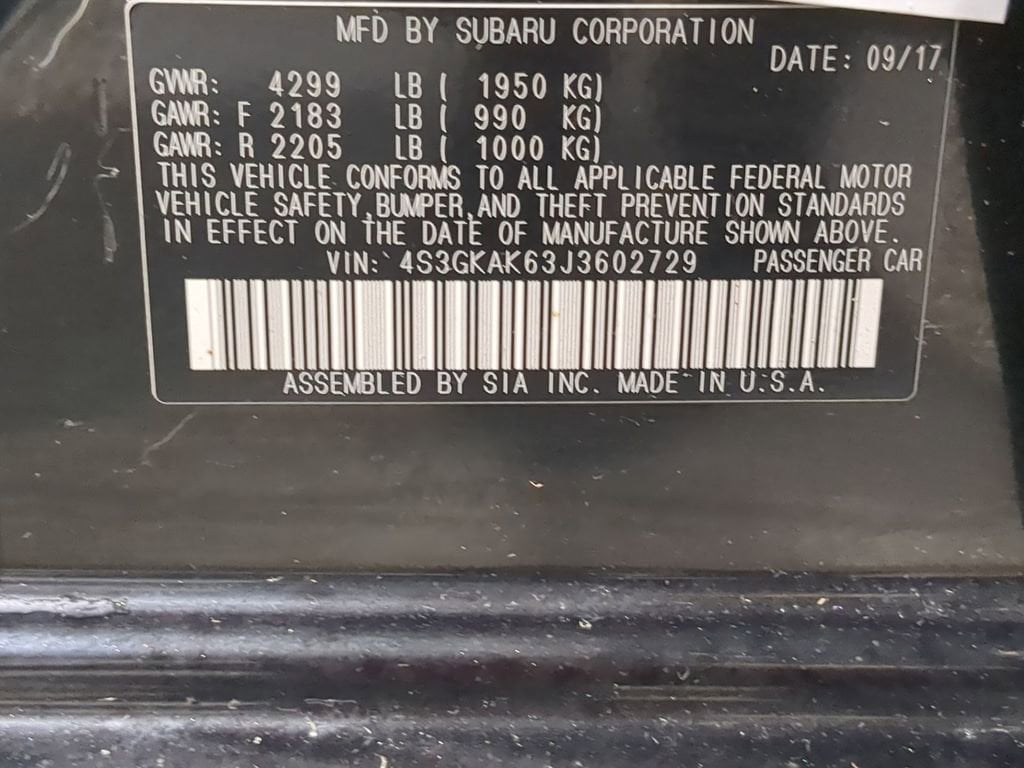 MFD BY SUBARU CORPORATION
DATE: 09/17
GVWR: 4299 LB ( 1950 KG)
GAWR: F 2183 LB ( 990 KG)
GAWR: R 2205 LB ( 1000 KG)
THIS VEHICLE CONFORMS TO ALL APPLICABLE FEDERAL MOTOR
VEHICLE SAFETY, BUMPER, AND THEFT PREVENTION STANDARDS
IN EFFECT ON THE DATE OF MANUFACTURE SHOWN ABOVE.
VIN: 4S3GKAK63J3602729 PASSENGER CAR
ASSEMBLED BY SIA INC. MADE IN U.S.A.